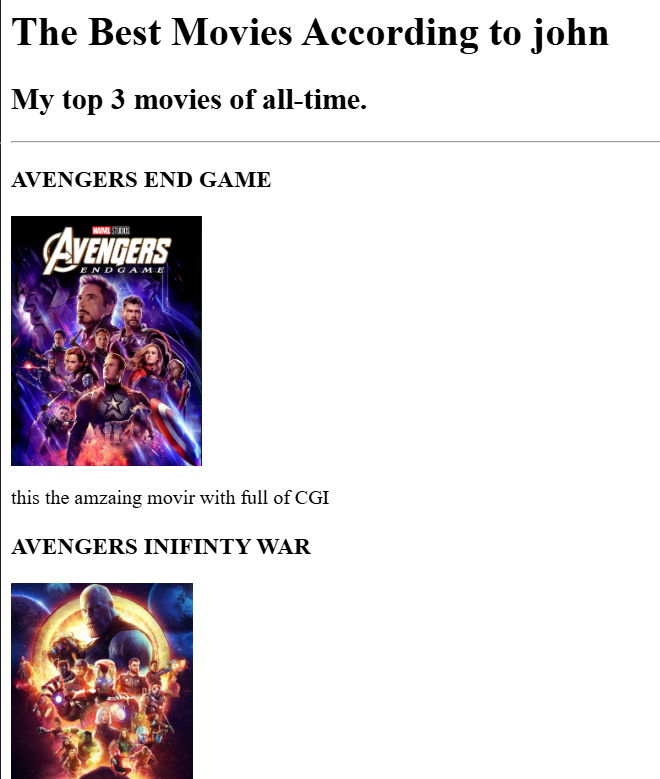 The Best Movies According to john
My top 3 movies of all-time.
AVENGERS END GAME
MARVEL STUDIOS
AVENGERS
ENDGAME
this the amzaing movir with full of CGI
AVENGERS INIFINTY WAR